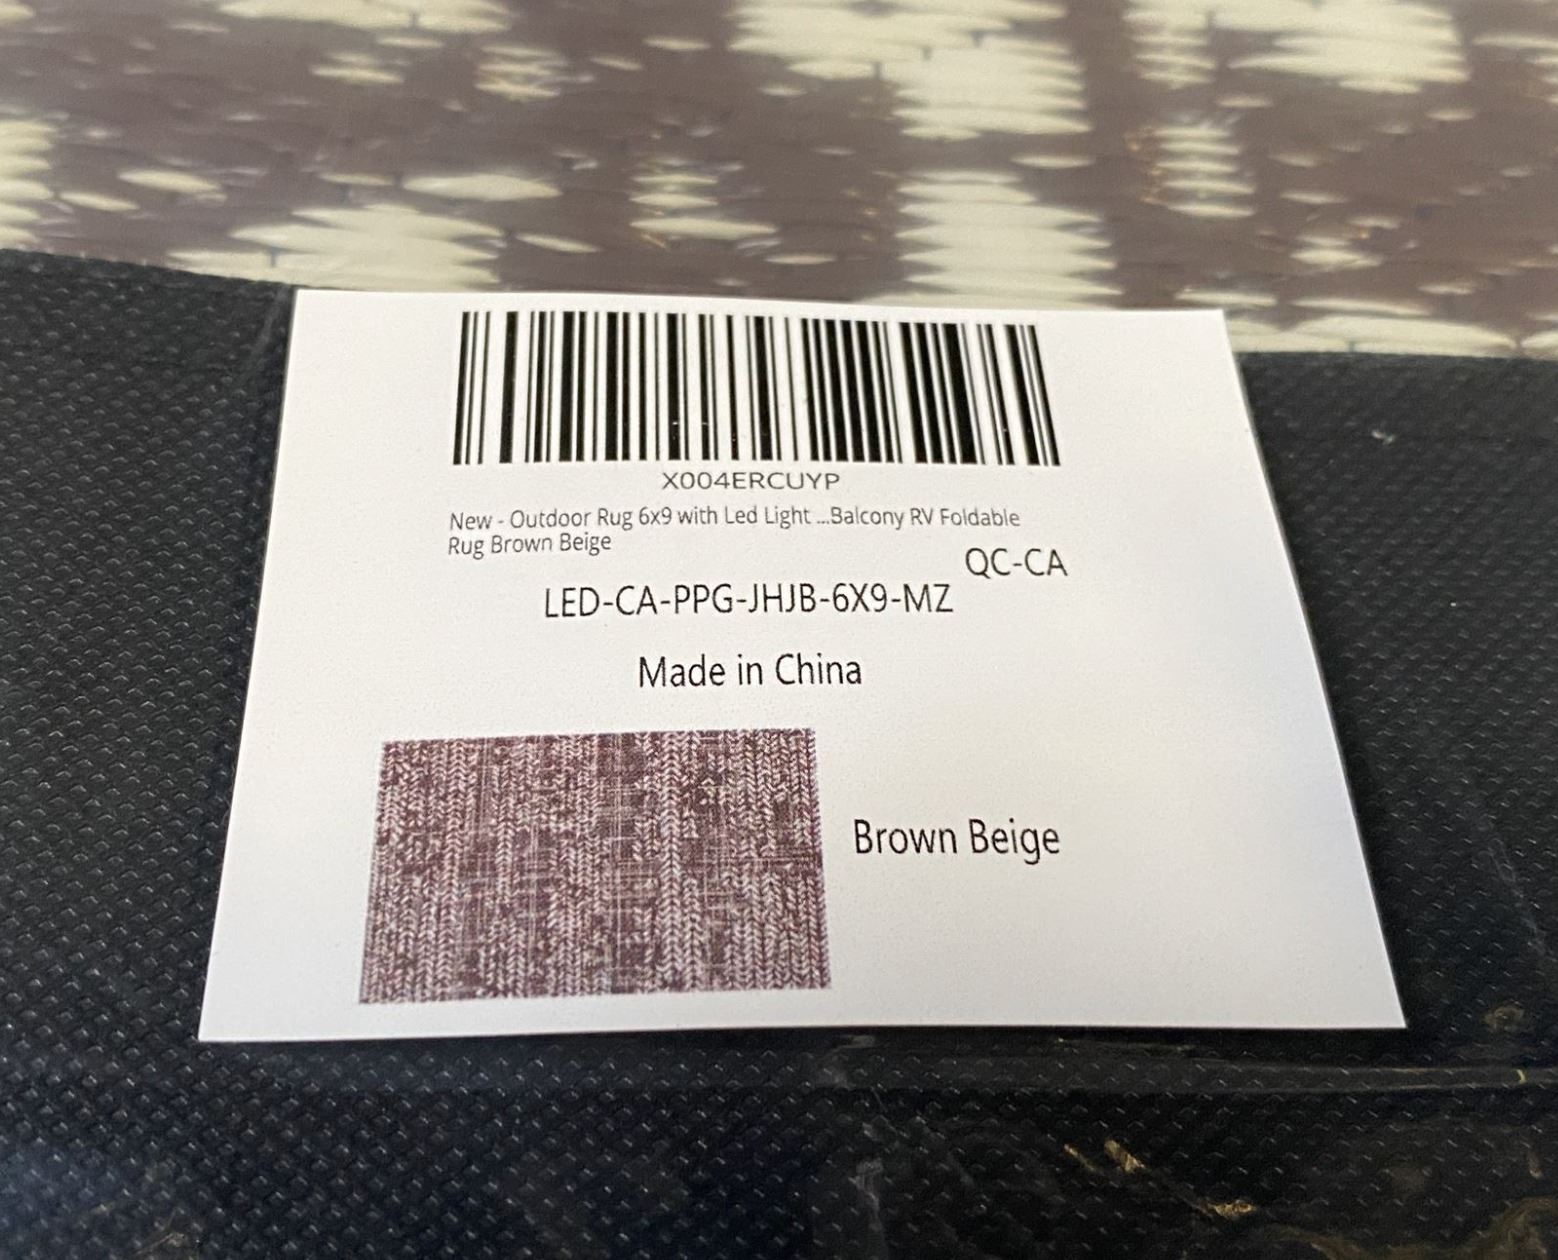 X004ERCUYP
New - Outdoor Rug 6x9 with Led Light ...Balcony RV Foldable
Rug Brown Beige
QC-CA
LED-CA-PPG-JHJB-6X9-MZ
Made in China
Brown Beige